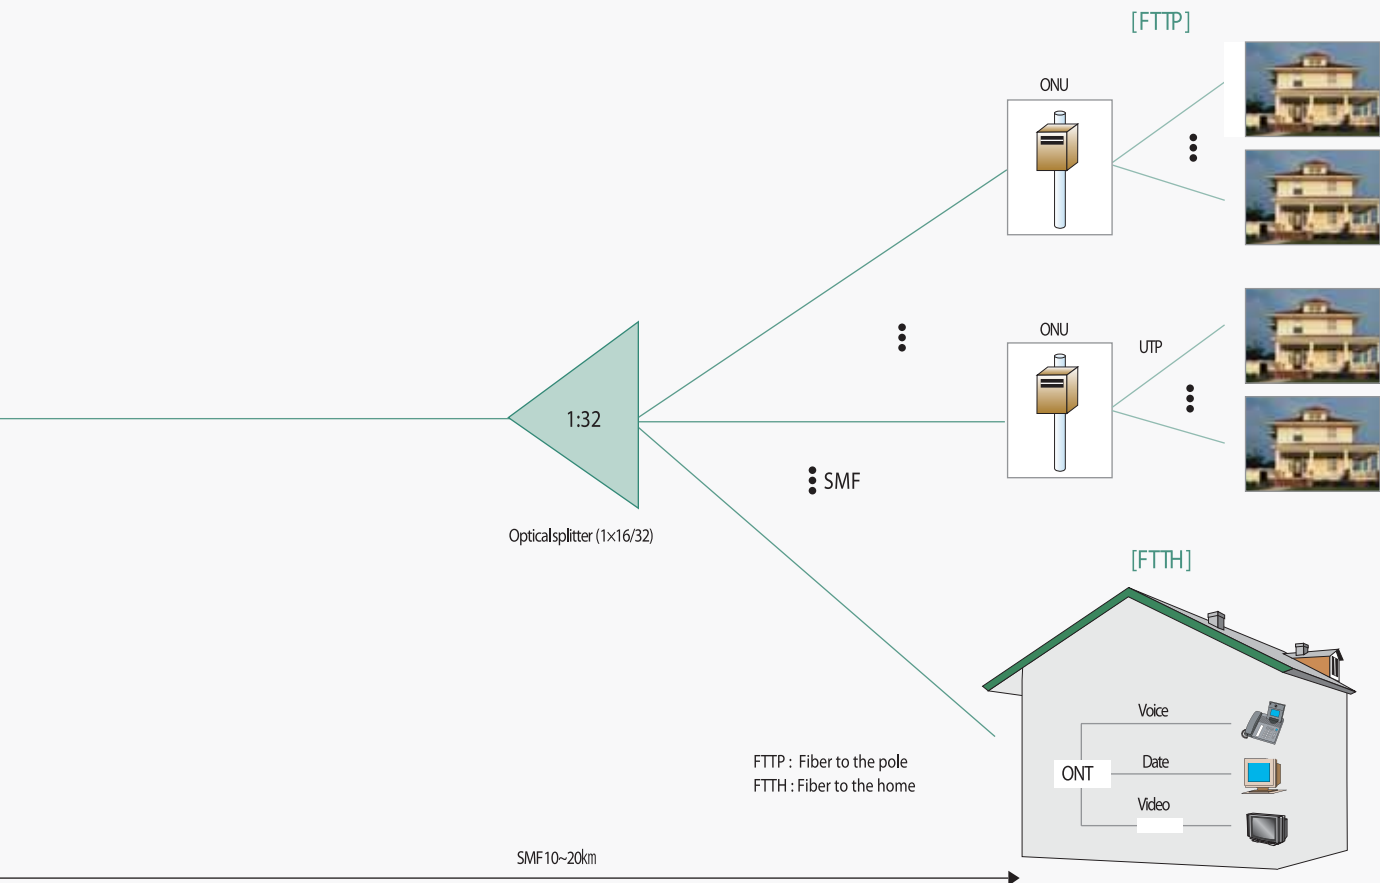 [FTTP]
ONU
ONU
UTP
1:32
SMF
Opticalsplitter (1×16/32)
[FTTH]
Voice
ONT
Date
Video
FTTP : Fiber to the pole
FTTH : Fiber to the home
SMF10~20km